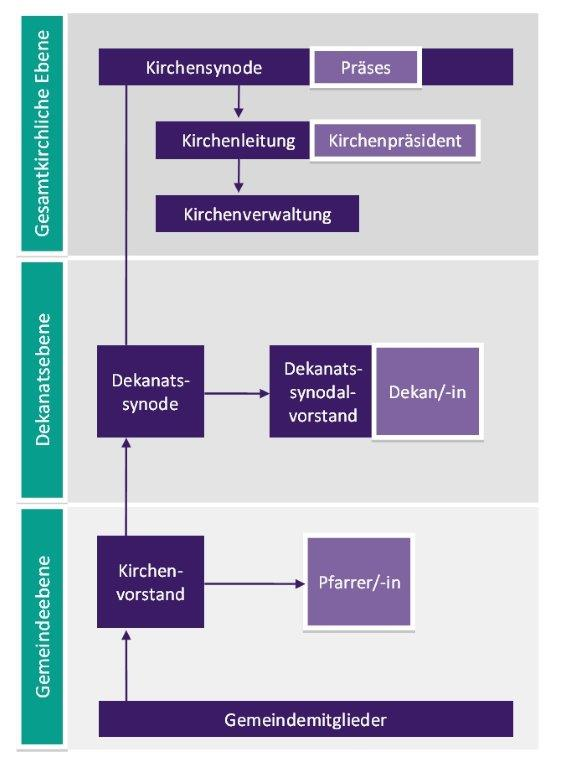 Gesamtkirchliche Ebene
Kirchensynode
Präses
Kirchenleitung
Kirchenpräsident
Kirchenverwaltung
Dekanatsebene
Dekanats-
synode
Dekanats-
synodal-
vorstand
Dekan/-in
Gemeindeebene
Kirchen-
vorstand
Pfarrer/-in
Gemeindemitglieder